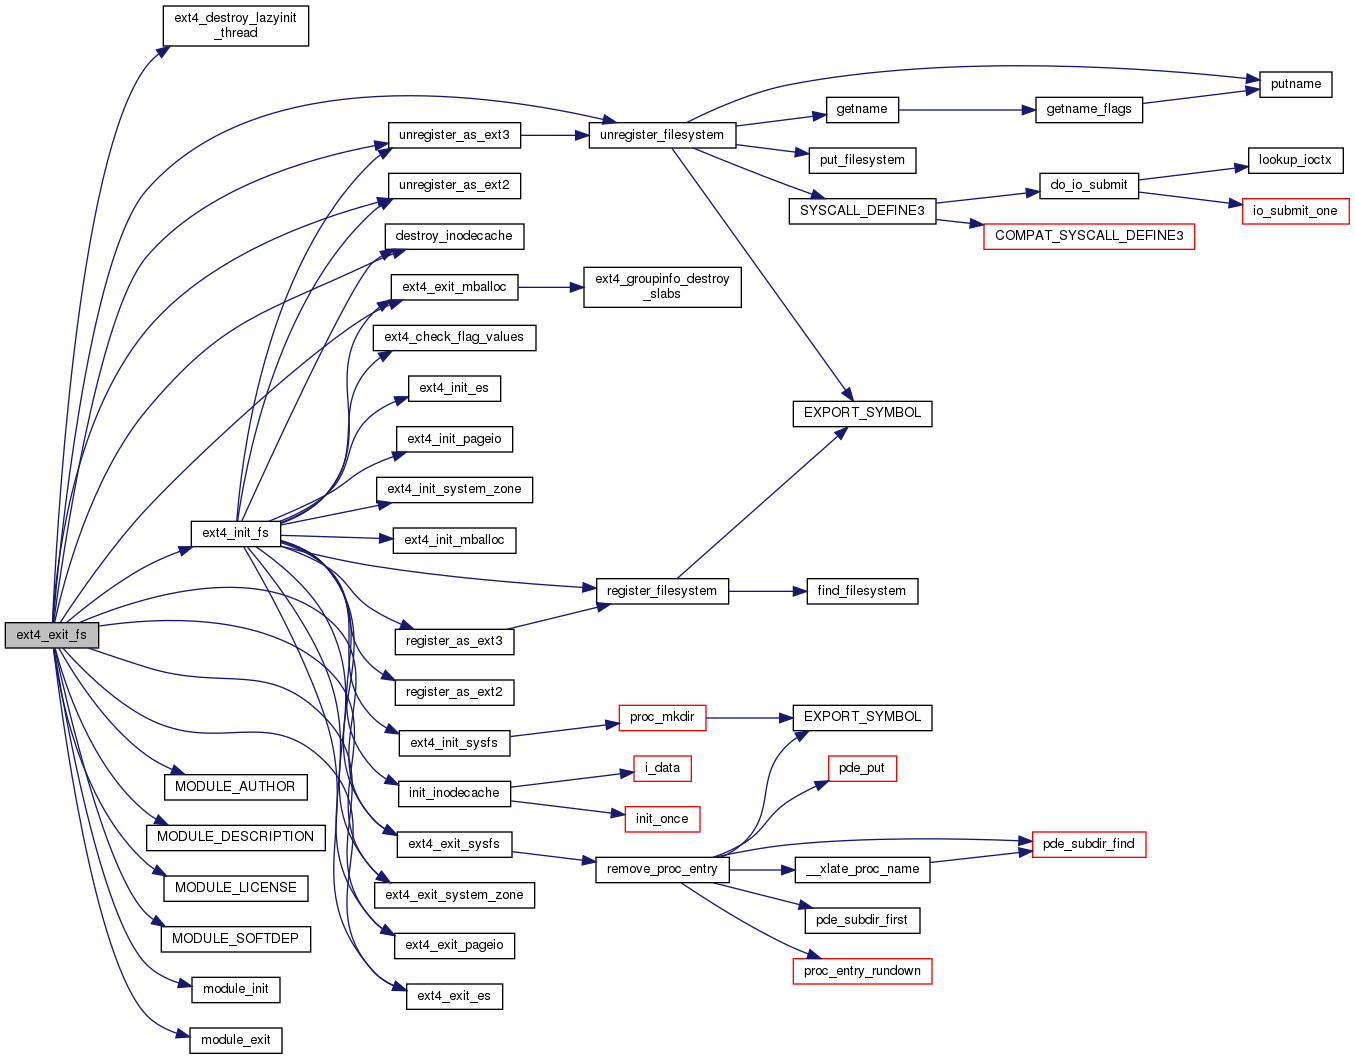 ext4_destroy_lazyinit
_thread
putname
getname
getname_flags
unregister_as_ext3
unregister_filesystem
put_filesystem
lookup_ioctx
unregister_as_ext2
do_io_submit
SYSCALL_DEFINE3
io_submit_one
destroy_inodecache
COMPAT_SYSCALL_DEFINE3
ext4_exit_mballoc
ext4_groupinfo_destroy
_slabs
ext4_check_flag_values
ext4_init_es
EXPORT_SYMBOL
ext4_init_pageio
ext4_init_system_zone
ext4_init_fs
ext4_init_mballoc
register_filesystem
find_filesystem
ext4_exit_fs
register_as_ext3
register_as_ext2
proc_mkdir
EXPORT_SYMBOL
ext4_init_sysfs
i_data
pde_put
MODULE_AUTHOR
init_inodecache
init_once
MODULE_DESCRIPTION
ext4_exit_sysfs
pde_subdir_find
remove_proc_entry
__xlate_proc_name
MODULE_LICENSE
ext4_exit_system_zone
pde_subdir_first
MODULE_SOFTDEP
ext4_exit_pageio
proc_entry_rundown
module_init
ext4_exit_es
module_exit